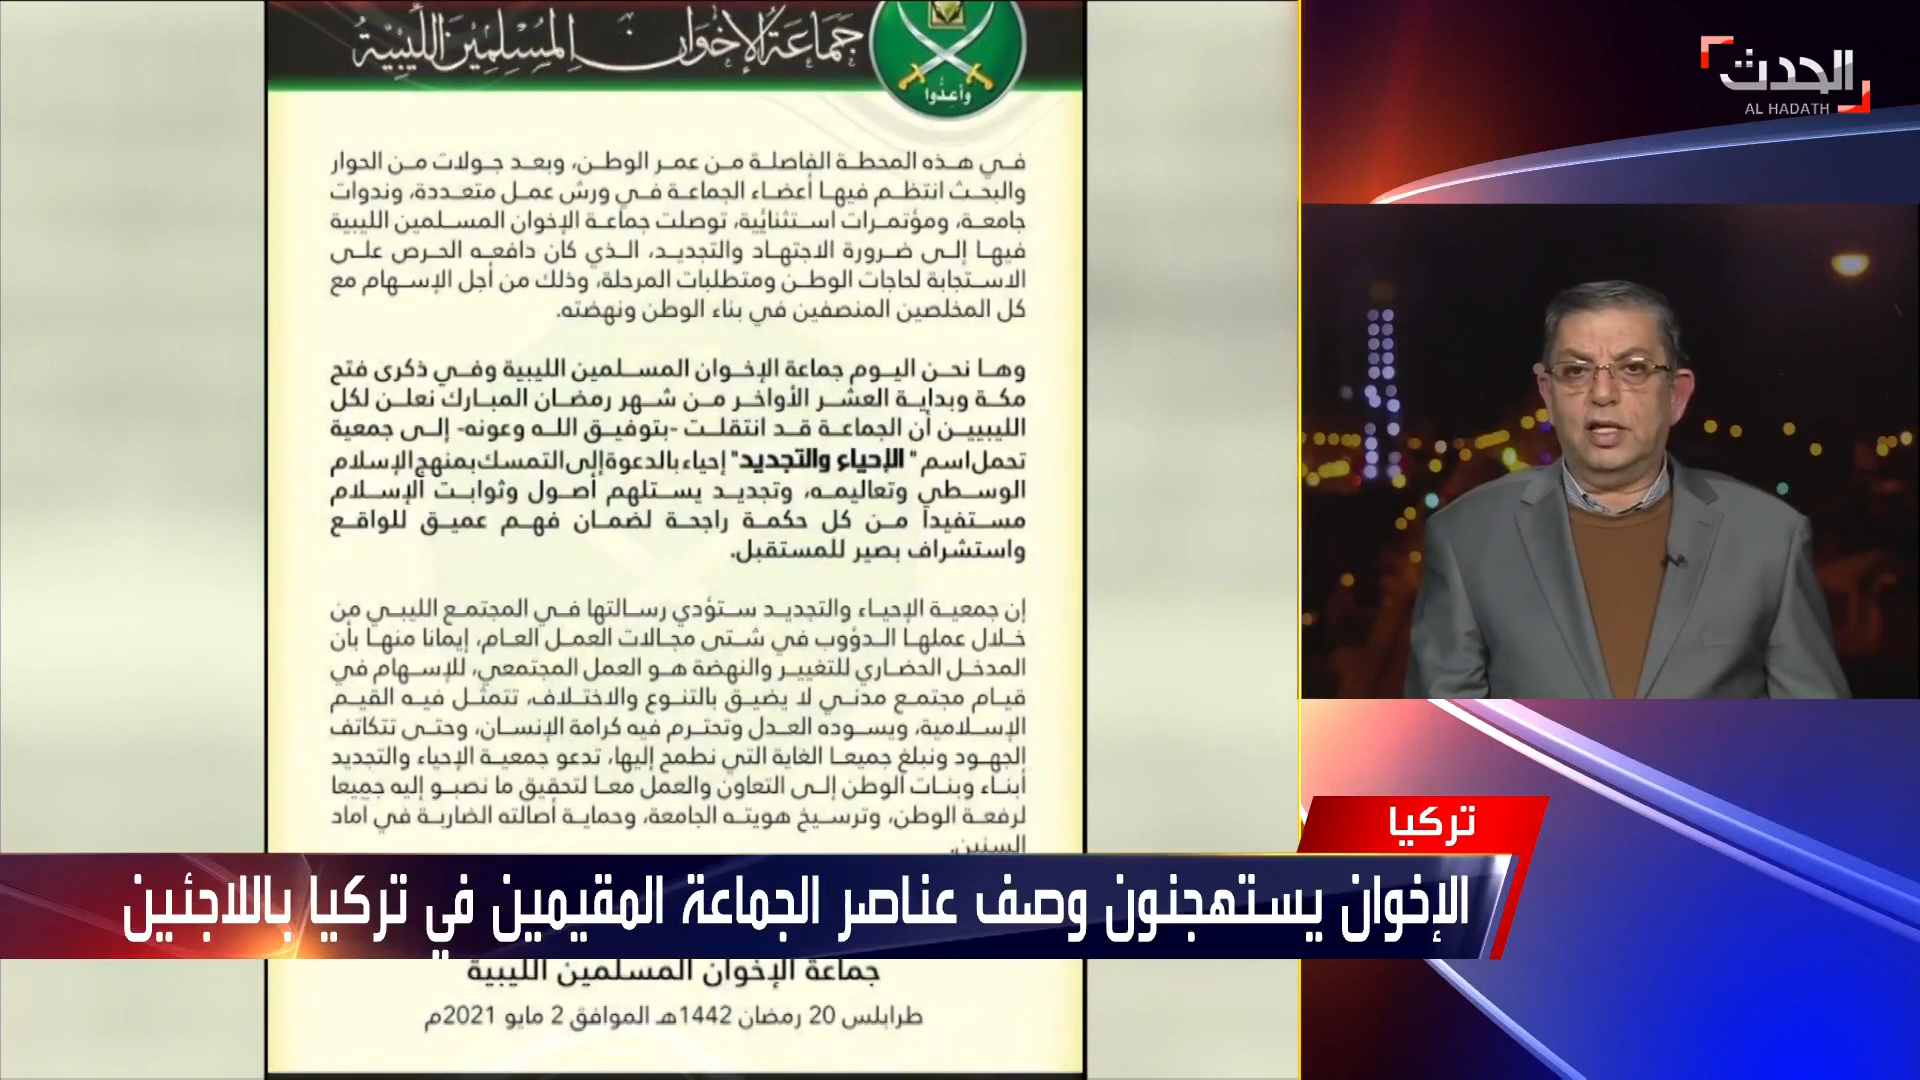 جماعة الإخوان المسلمين الليبية
وأعدوا
في هذه المحطة الفاصلة من عمر الوطن، وبعد جولات من الحوار
والبحث انتظم فيها أعضاء الجماعة في ورش عمل متعددة، وندوات
جامعة، ومؤتمرات استثنائية، توصلت جماعة الإخوان المسلمين الليبية
فيها إلى ضرورة الاجتهاد والتجديد، الذي كان دافعه الحرص على
الاستجابة لحاجات الوطن ومتطلبات المرحلة، وذلك من أجل الإسهام مع
كل المخلصين المنصفين في بناء الوطن ونهضته.
وها نحن اليوم جماعة الإخوان المسلمين الليبية وفي ذكرى فتح
مكة وبداية العشر الأواخر من شهر رمضان المبارك نعلن لكل
الليبيين أن الجماعة قد انتقلت -بتوفيق الله وعونه- إلى جمعية
تحمل اسم " الإحياء والتجديد" إحياء بالدعوة إلى التمسك بمنهج الإسلام
الوسطي وتعاليمه، وتجديد يستلهم أصول وثوابت الإسلام
مستفيدا من كل حكمة راجحة لضمان فهم عميق للواقع
واستشراف بصير للمستقبل.
إن جمعية الإحياء والتجديد ستؤدي رسالتها في المجتمع الليبي من
خلال عملها الدؤوب في شتى مجالات العمل العام، إيمانا منها بأن
المدخل الحضاري للتغيير والنهضة هو العمل المجتمعي، للإسهام في
قيام مجتمع مدني لا يضيق بالتنوع والاختلاف، تتمثل فيه القيم
الإسلامية، ويسوده العدل وتحترم فيه كرامة الإنسان، وحتى تتكاتف
الجهود ونبلغ جميعا الغاية التي نطمح إليها، تدعو جمعية الإحياء والتجديد
أبناء وبنات الوطن إلى التعاون والعمل معا لتحقيق ما نصبو إليه جميعا
لرفعة الوطن، وترسيخ هويته الجامعة، وحماية أصالته الضاربة في آماد
السنين.
جماعة الإخوان المسلمين الليبية
طرابلس 20 رمضان 1442هـ الموافق 2 مايو 2021م
الحدث
AL HADATH
تركيا
الإخوان يستهجنون وصف عناصر الجماعة المقيمين في تركيا باللاجئين